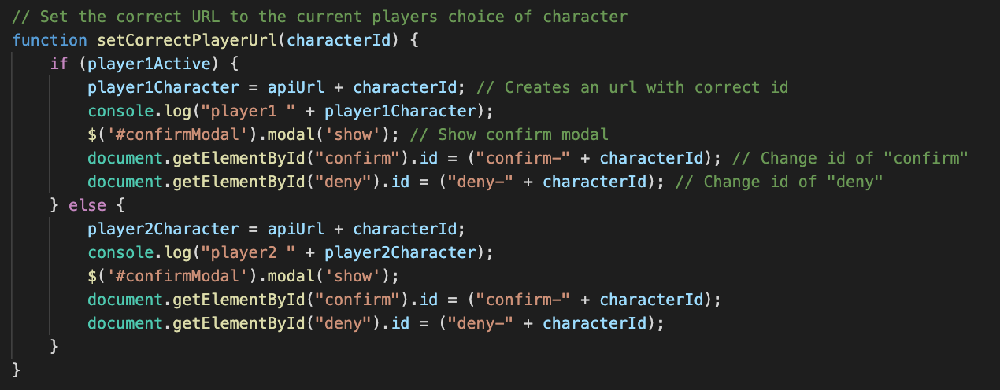 // Set the correct URL to the current players choice of character
function setCorrectPlayerUrl(characterId) {
    if (player1Active) {
        player1Character = apiUrl + characterId; // Creates an url with correct id
        console.log("player1 " + player1Character);
        $('#confirmModal').modal('show'); // Show confirm modal
        document.getElementById("confirm").id = ("confirm-" + characterId); // Change id of "confirm"
        document.getElementById("deny").id = ("deny-" + characterId); // Change id of "deny"
    } else {
        player2Character = apiUrl + characterId;
        console.log("player2 " + player2Character);
        $('#confirmModal').modal('show');
        document.getElementById("confirm").id = ("confirm-" + characterId);
        document.getElementById("deny").id = ("deny-" + characterId);
    }
}